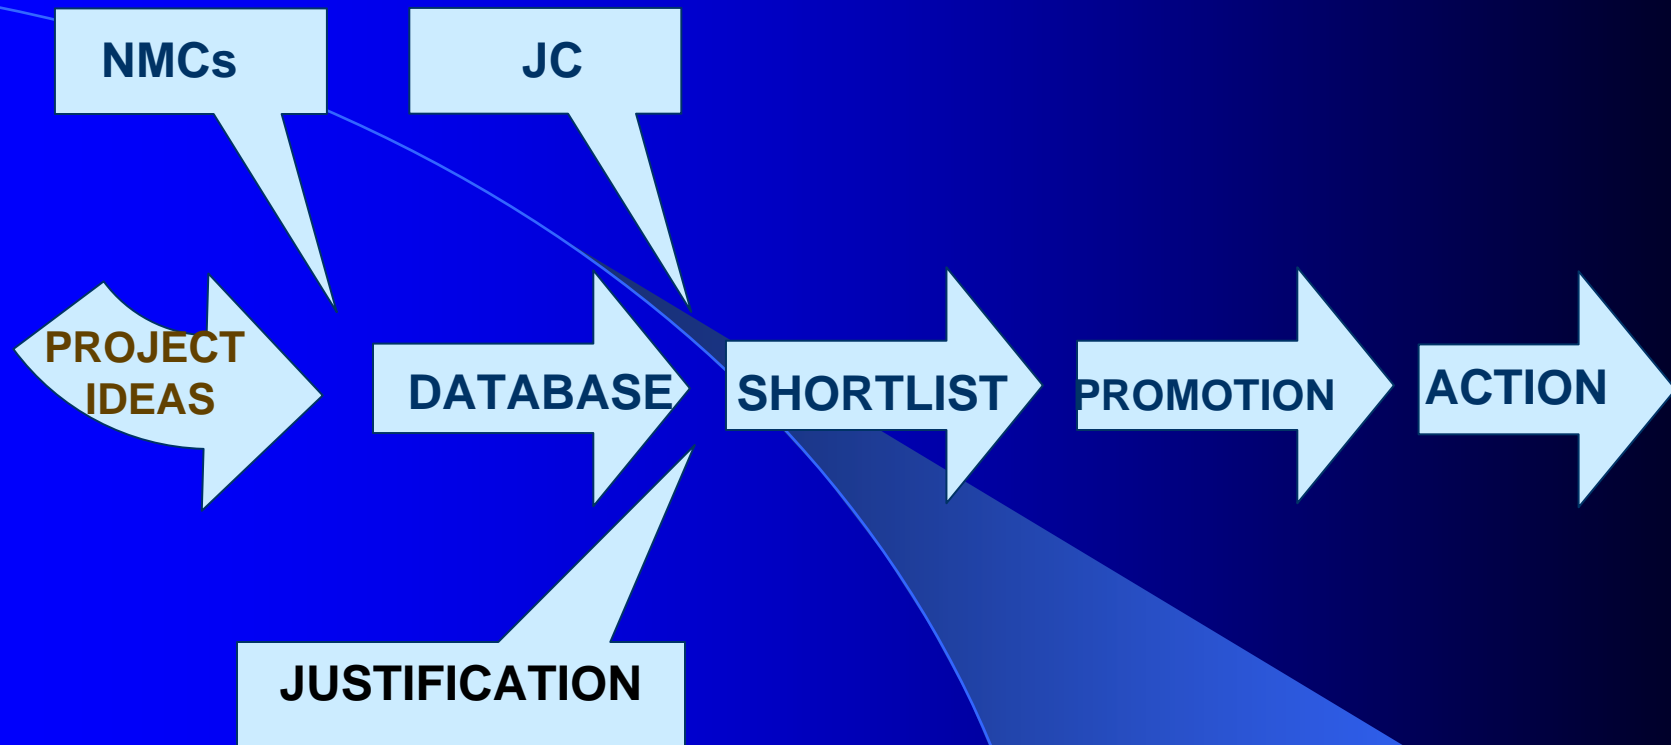 NMCs
JC
PROJECT
IDEAS
DATABASE
SHORTLIST
PROMOTION
ACTION
JUSTIFICATION